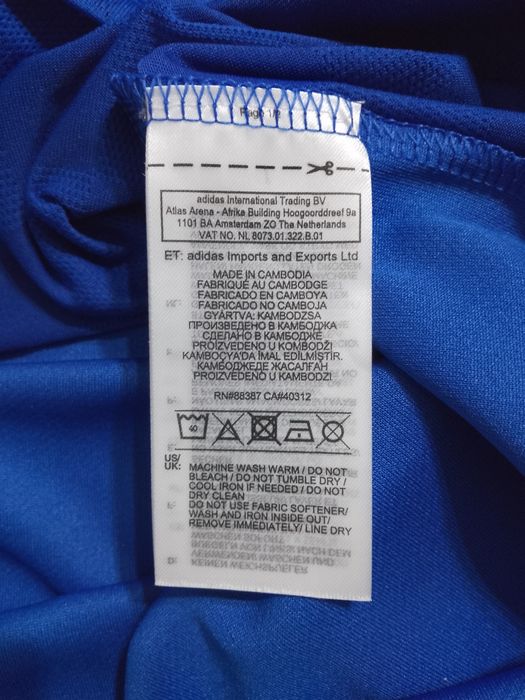 Page 1/2
adidas International Trading BV
Atlas Arena - Afrika Building Hoogoorddreef 9a
1101 BA Amsterdam ZO The Netherlands
VAT NO. NL 8073.01.322.B.01
ET: adidas Imports and Exports Ltd
MADE IN CAMBODIA
FABRIQUÉ AU CAMBODGE
FABRICADO EN CAMBOYA
FABRICADO NO CAMBOJA
GYÁRTVA: KAMBODZSA
ПРОИЗВЕДЕНО В КАМБОДЖА
СДЕЛАНО В КАМБОДЖЕ
PROIZVEDENO U KOMBODŽI
KAMBOÇYA'DA İMAL EDİLMİŞTİR.
КАМБОДЖЕДЕ ЖАСАЛҒАН
PROIZVEDENO U KAMBODŽI
RN#88387 CA#40312
40
US/
UK: MACHINE WASH WARM / DO NOT
BLEACH / DO NOT TUMBLE DRY /
COOL IRON IF NEEDED / DO NOT
DRY CLEAN
DO NOT USE FABRIC SOFTENER/
WASH AND IRON INSIDE OUT/
REMOVE IMMEDIATELY/ LINE DRY